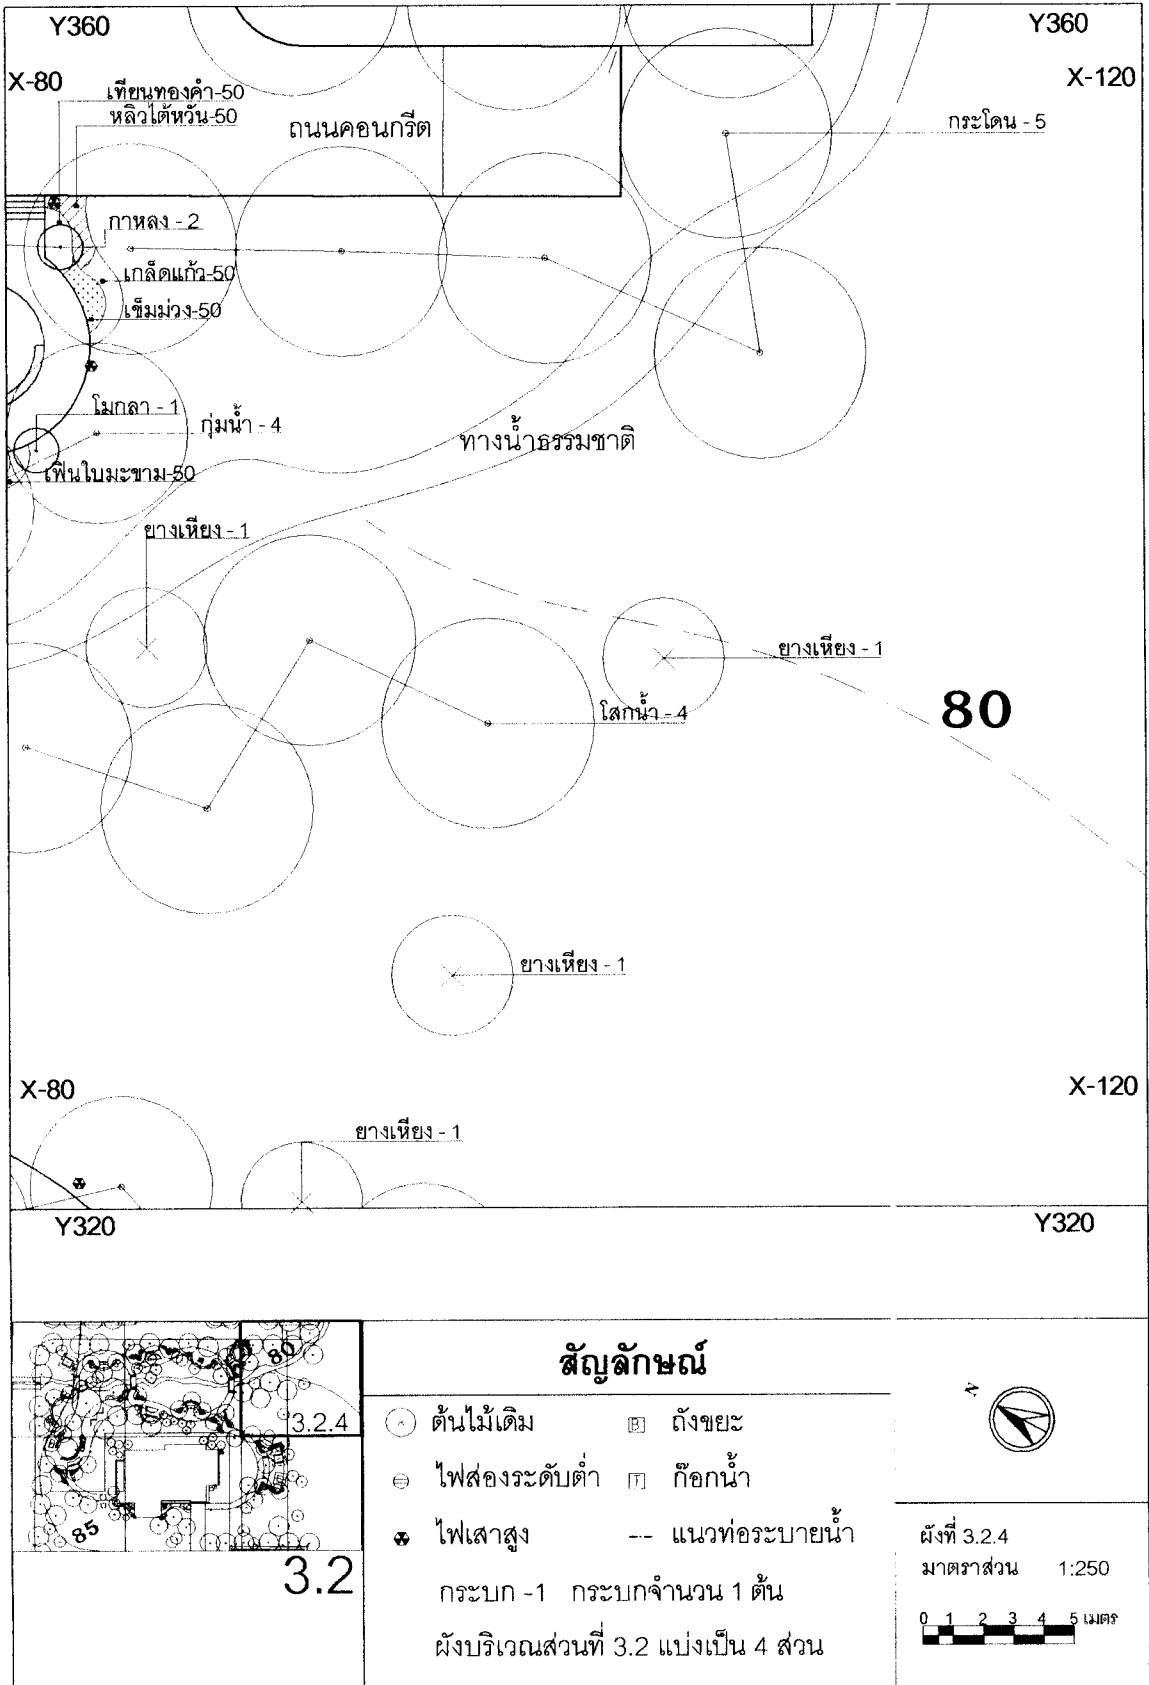 Y360
Y360
X-80
X-120
เทียนทองคำ-50
หลิวไต้หวัน-50
ถนนคอนกรีต
กระโดน - 5
กาหลง - 2
เกล็ดแก้ว-50
เข็มม่วง-50
โมกลา - 1
กุ่มน้ำ - 4
ทางน้ำธรรมชาติ
เฟินใบมะขาม-50
ยางเหียง - 1
ยางเหียง - 1
80
โสกน้ำ - 4
ยางเหียง - 1
X-80
X-120
ยางเหียง - 1
Y320
Y320
80
3.2.4
85
3.2
สัญลักษณ์
ต้นไม้เดิม
B ถังขยะ
ไฟส่องระดับต่ำ
T ก๊อกน้ำ
ไฟเสาสูง
--- แนวท่อระบายน้ำ
กระบก -1 กระบกจำนวน 1 ต้น
ผังบริเวณส่วนที่ 3.2 แบ่งเป็น 4 ส่วน
N
ผังที่ 3.2.4
มาตราส่วน 1:250
0 1 2 3 4 5 เมตร